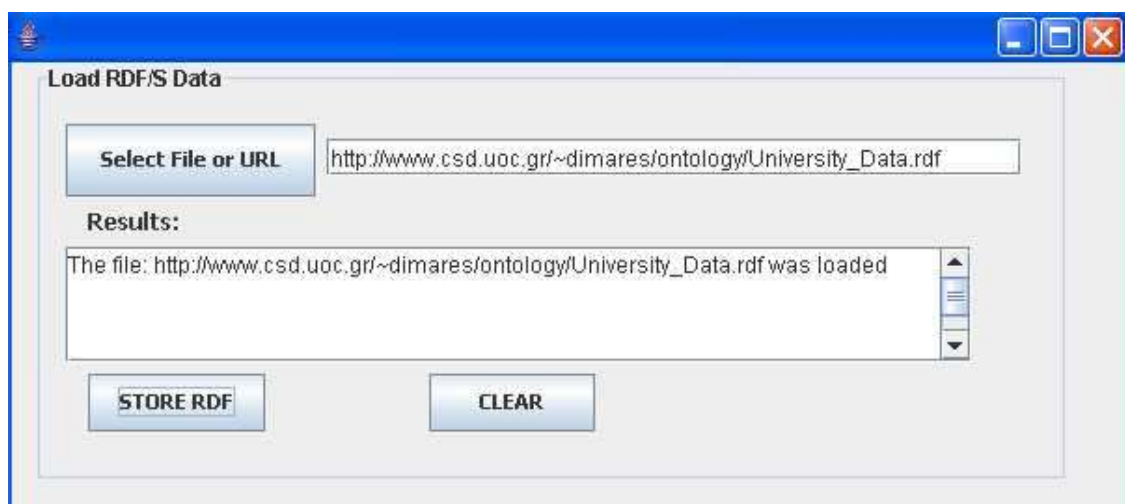 Load RDF/S Data
Select File or URL
http://www.csd.uoc.gr/~dimares/ontology/University_Data.rdf
Results:
The file: http://www.csd.uoc.gr/~dimares/ontology/University_Data.rdf was loaded
STORE RDF
CLEAR